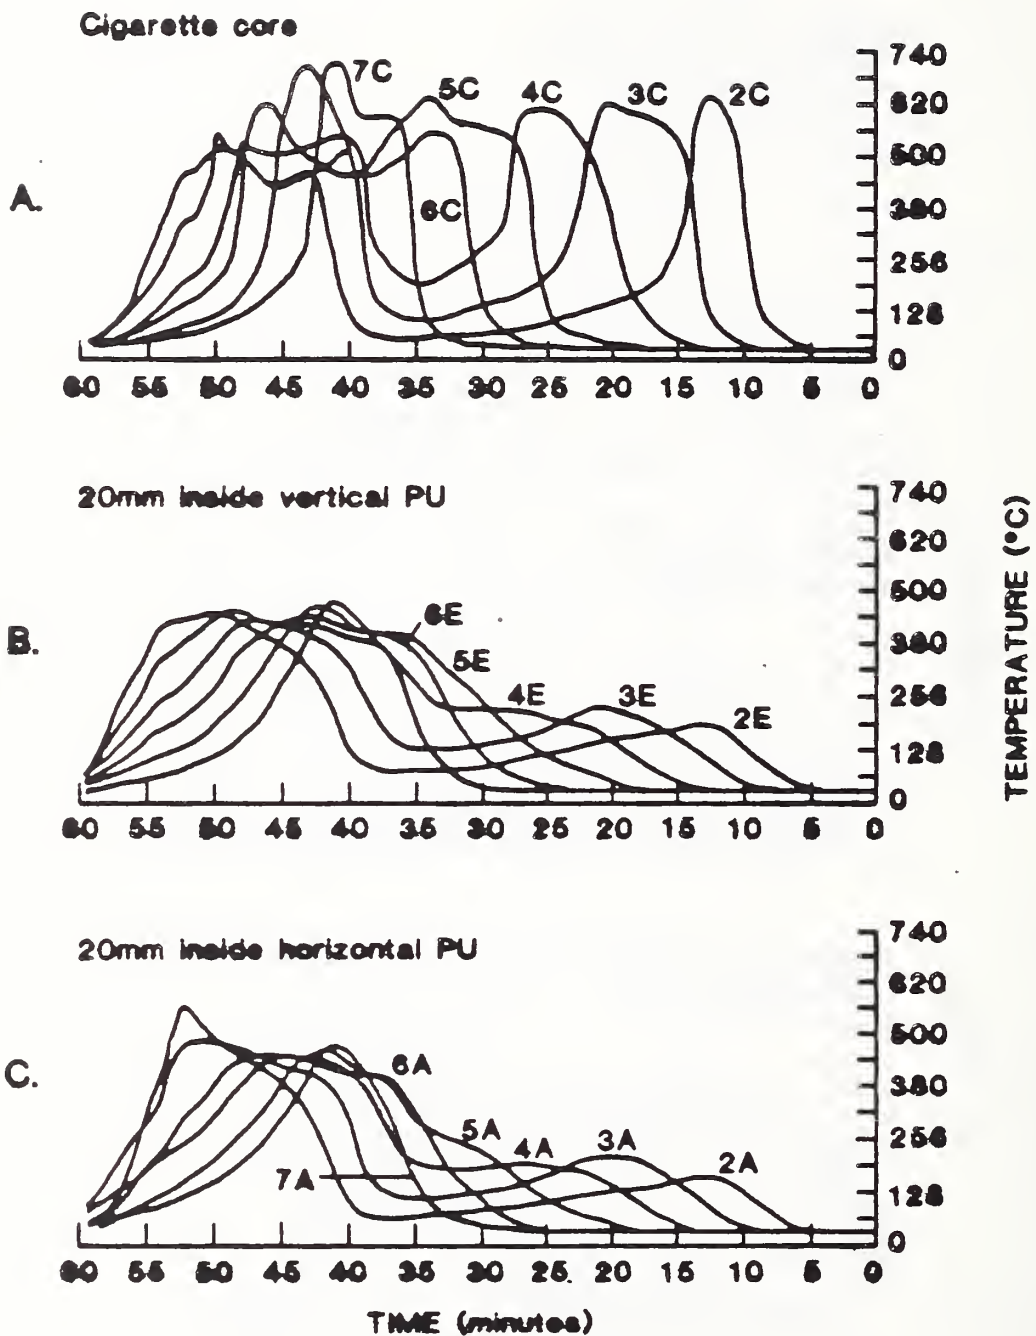 Cigarette core
A.
7C 5C 4C 3C 2C
6C
740
620
500
380
256
128
0
60 55 50 45 40 35 30 25 20 15 10 5 0
20mm inside vertical PU
B.
6E
5E
4E 3E 2E
740
620
500
380
256
128
0
60 55 50 45 40 35 30 25 20 15 10 5 0
TEMPERATURE (°C)
20mm inside horizontal PU
C.
6A
5A
4A 3A 2A
7A
740
620
500
380
256
128
0
60 55 50 45 40 35 30 25. 20 15 10 5 0
TIME (minutes)